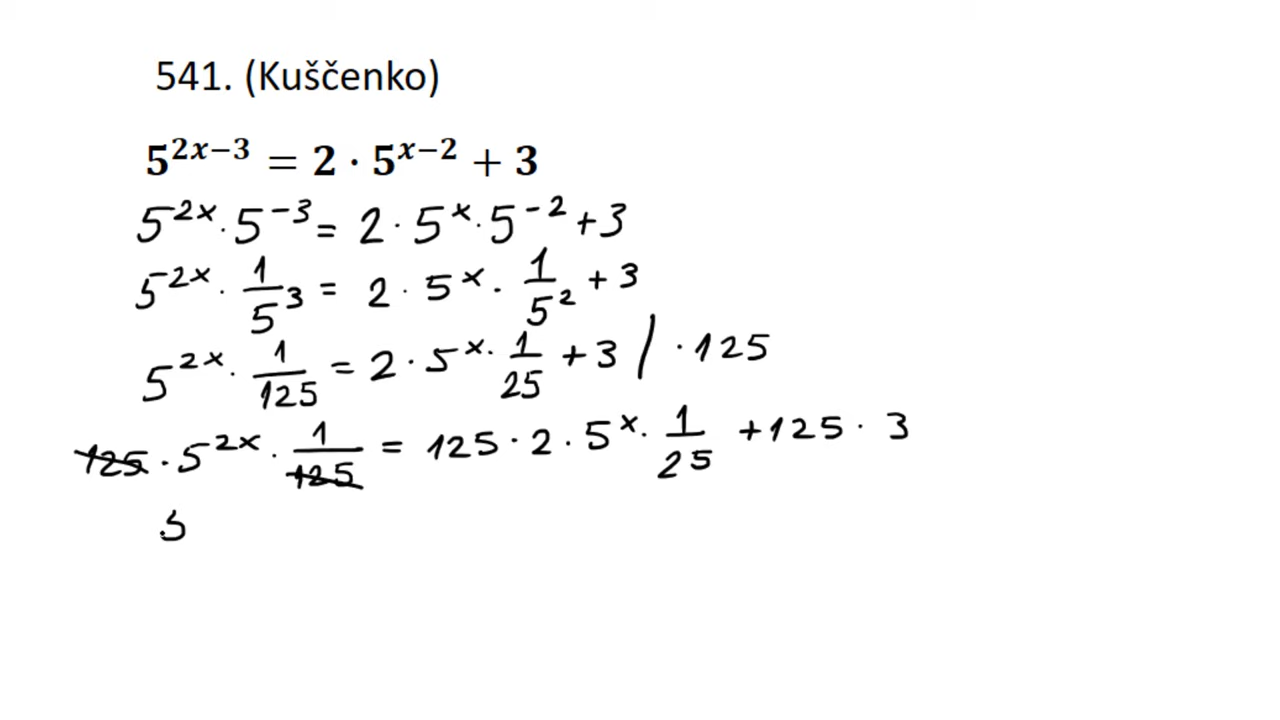 541. (Kuščenko)
5^{2x−3} = 2 · 5^{x−2} + 3
5^{2x} · 5^{−3} = 2 · 5^x · 5^{−2} + 3
5^{2x} · 1/5^3 = 2 · 5^x · 1/5^2 + 3
5^{2x} · 1/125 = 2 · 5^x · 1/25 + 3 / · 125
125 · 5^{2x} · 1/125 = 125 · 2 · 5^x · 1/25 + 125 · 3
5